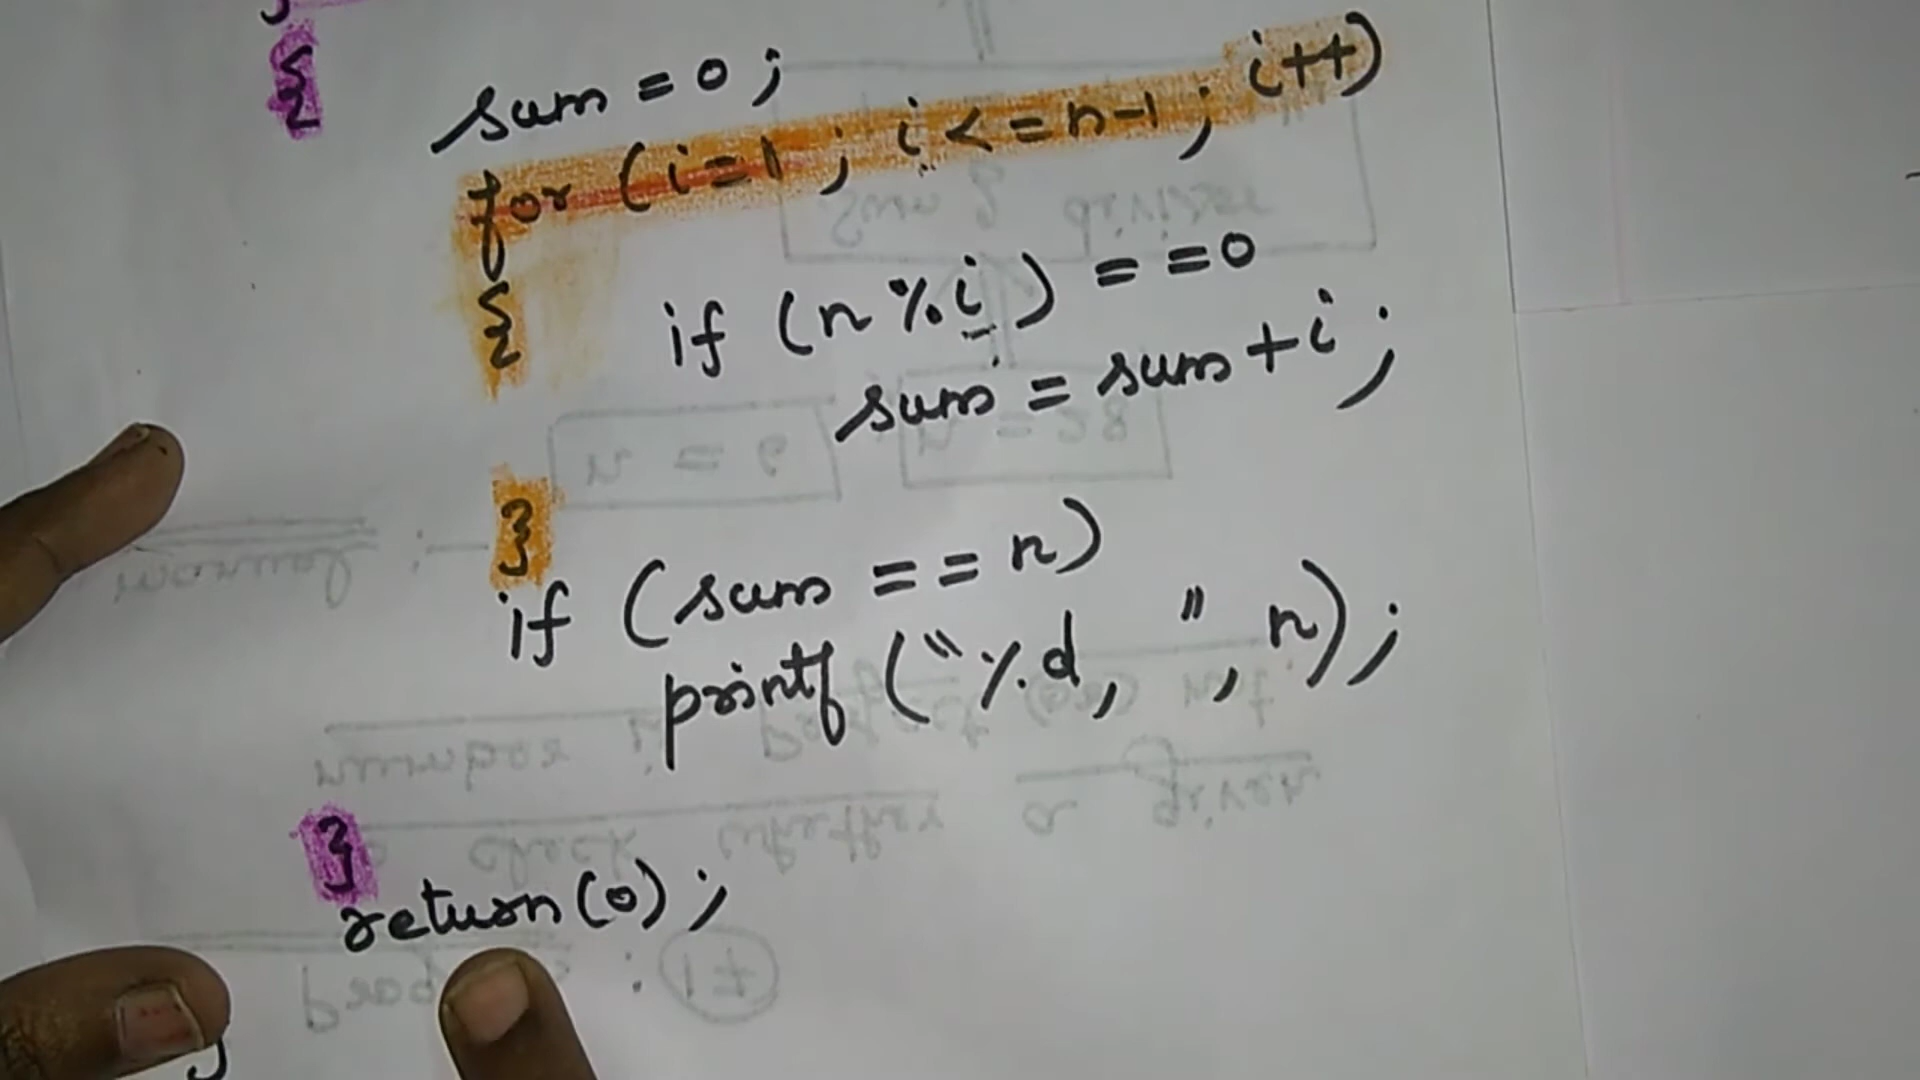 {
sum = 0;
for (i=1; i<=n-1; i++)
{
if (n%i) ==0
sum = sum+i;
}
if (sum == n)
printf ("%d, ", n);
}
return(0);